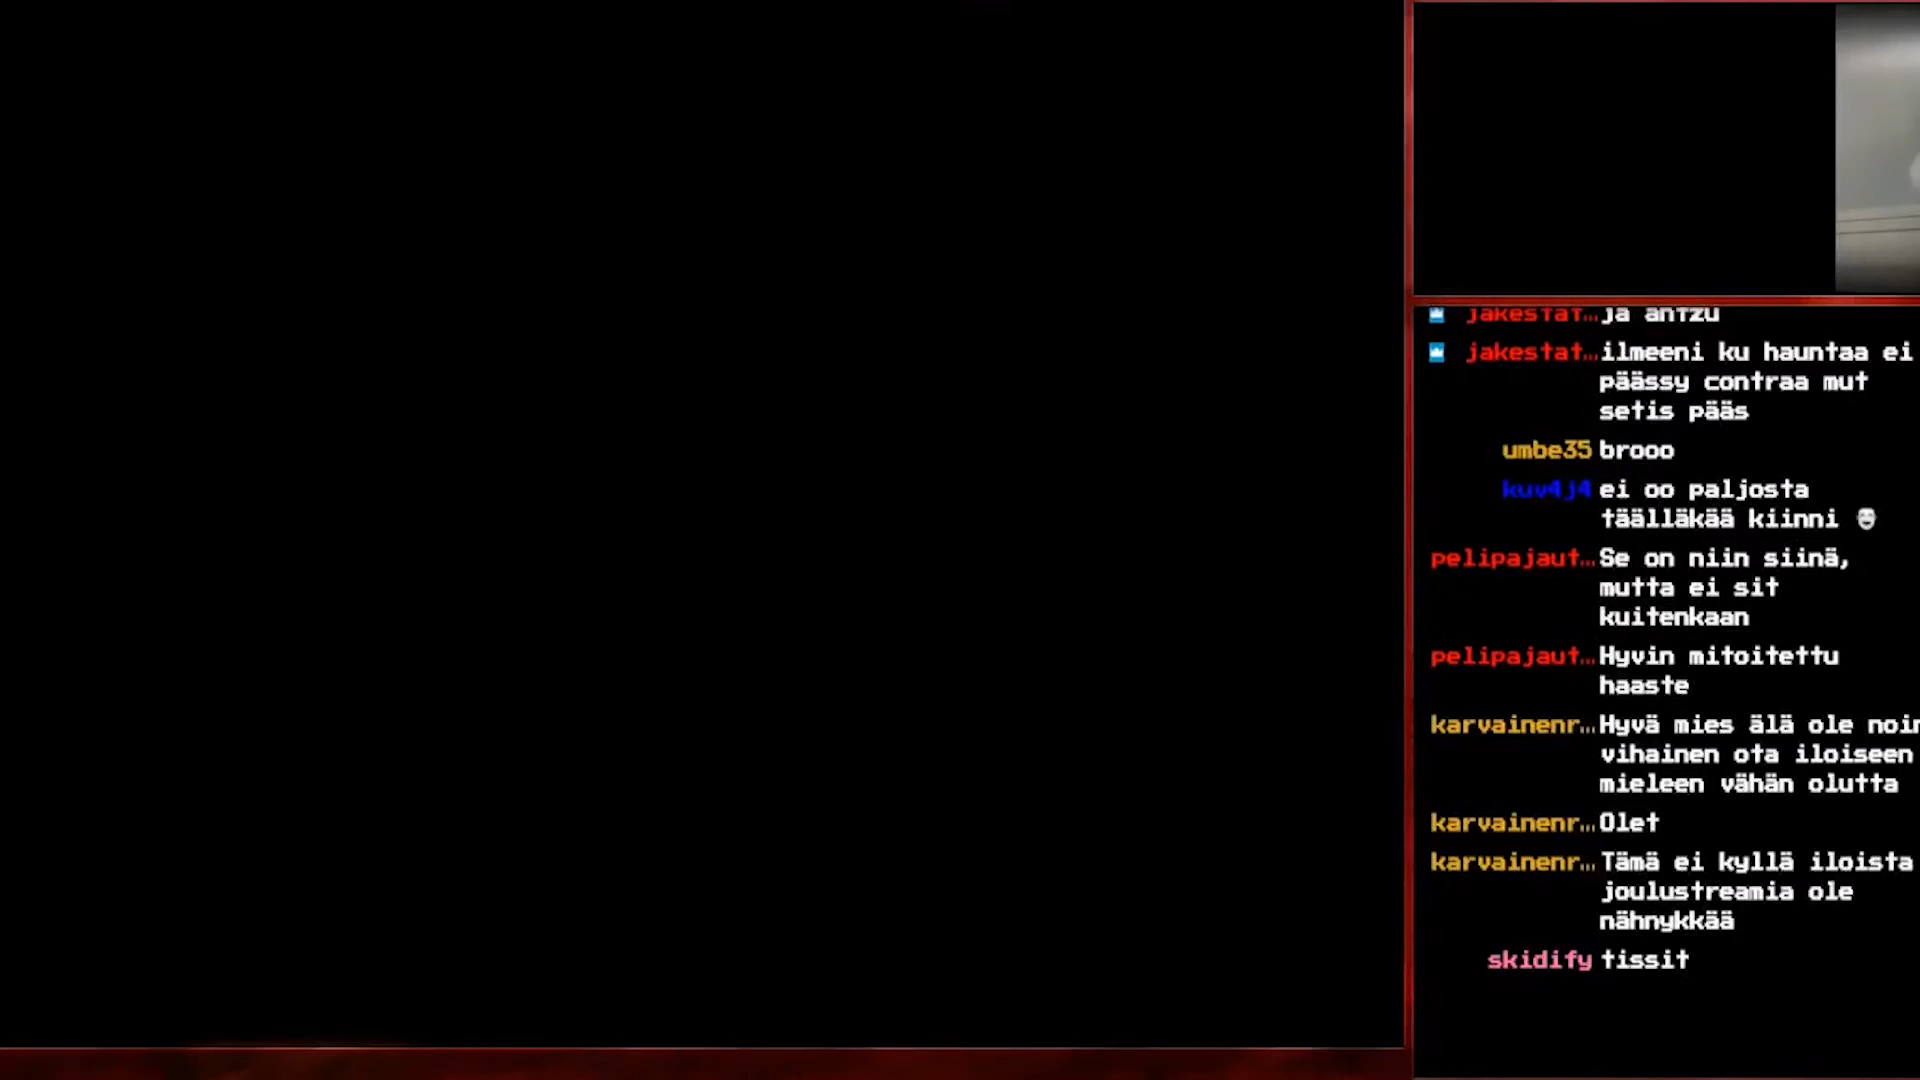 jakestat...ja antzu
jakestat...ilmeeni ku hauntaa ei
päässy contraa mut
setis pääs
umbe35 brooo
kuv4j4 ei oo paljosta
täälläkää kiinni
pelipajaut...Se on niin siinä,
mutta ei sit
kuitenkaan
pelipajaut...Hyvin mitoitettu
haaste
karvainenr...Hyvä mies älä ole noin
vihainen ota iloiseen
mieleen vähän olutta
karvainenr...Olet
karvainenr...Tämä ei kyllä iloista
joulustreamia ole
nähnykkää
skidify tissit